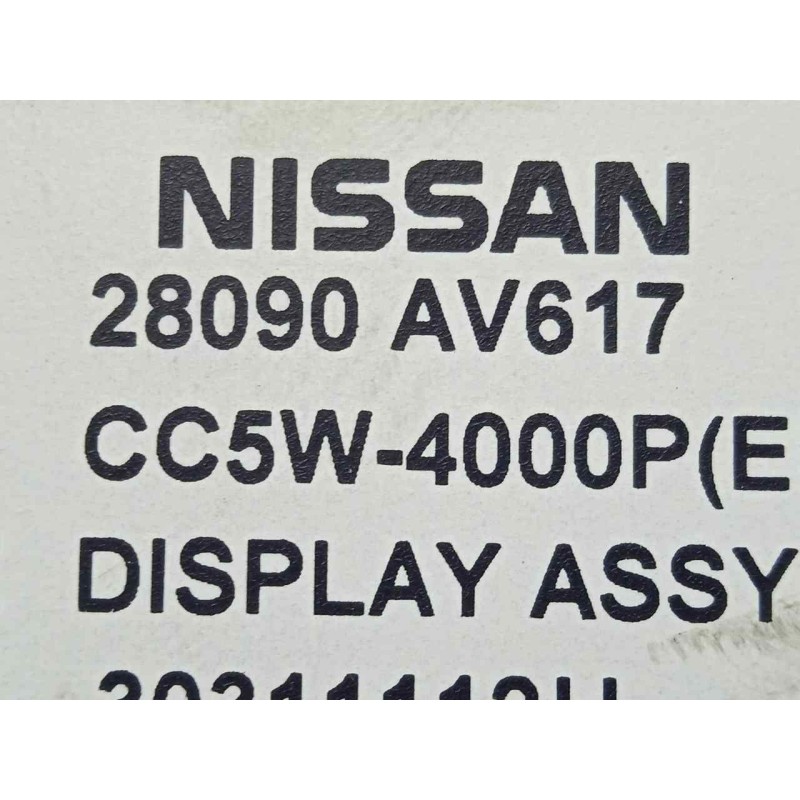 NISSAN
28090 AV617
CC5W-4000P(E
DISPLAY ASSY